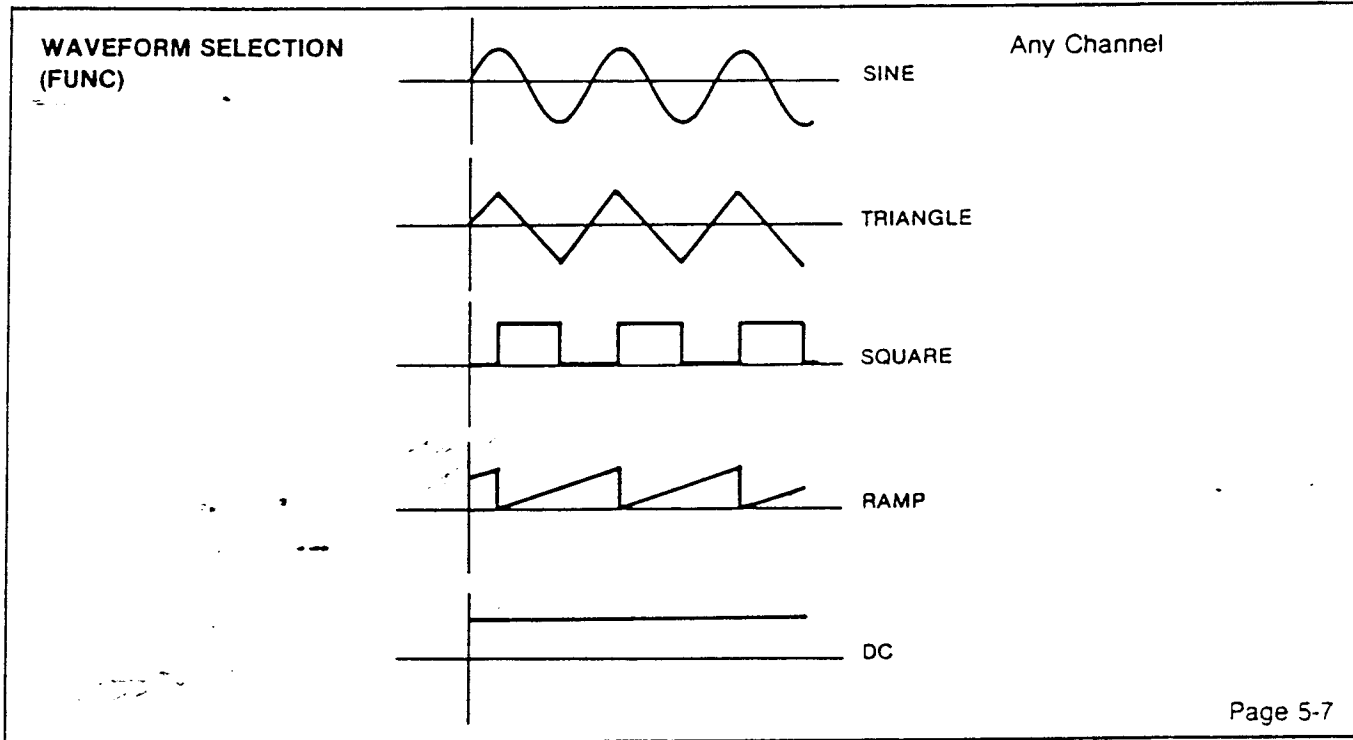 WAVEFORM SELECTION
(FUNC)
Any Channel
SINE
TRIANGLE
SQUARE
RAMP
DC
Page 5-7